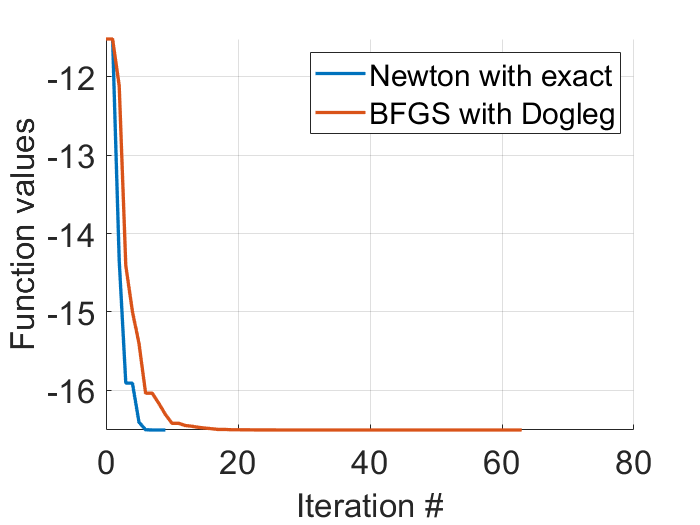 Newton with exact
BFGS with Dogleg
Function values
-12
-13
-14
-15
-16
0 20 40 60 80
Iteration #